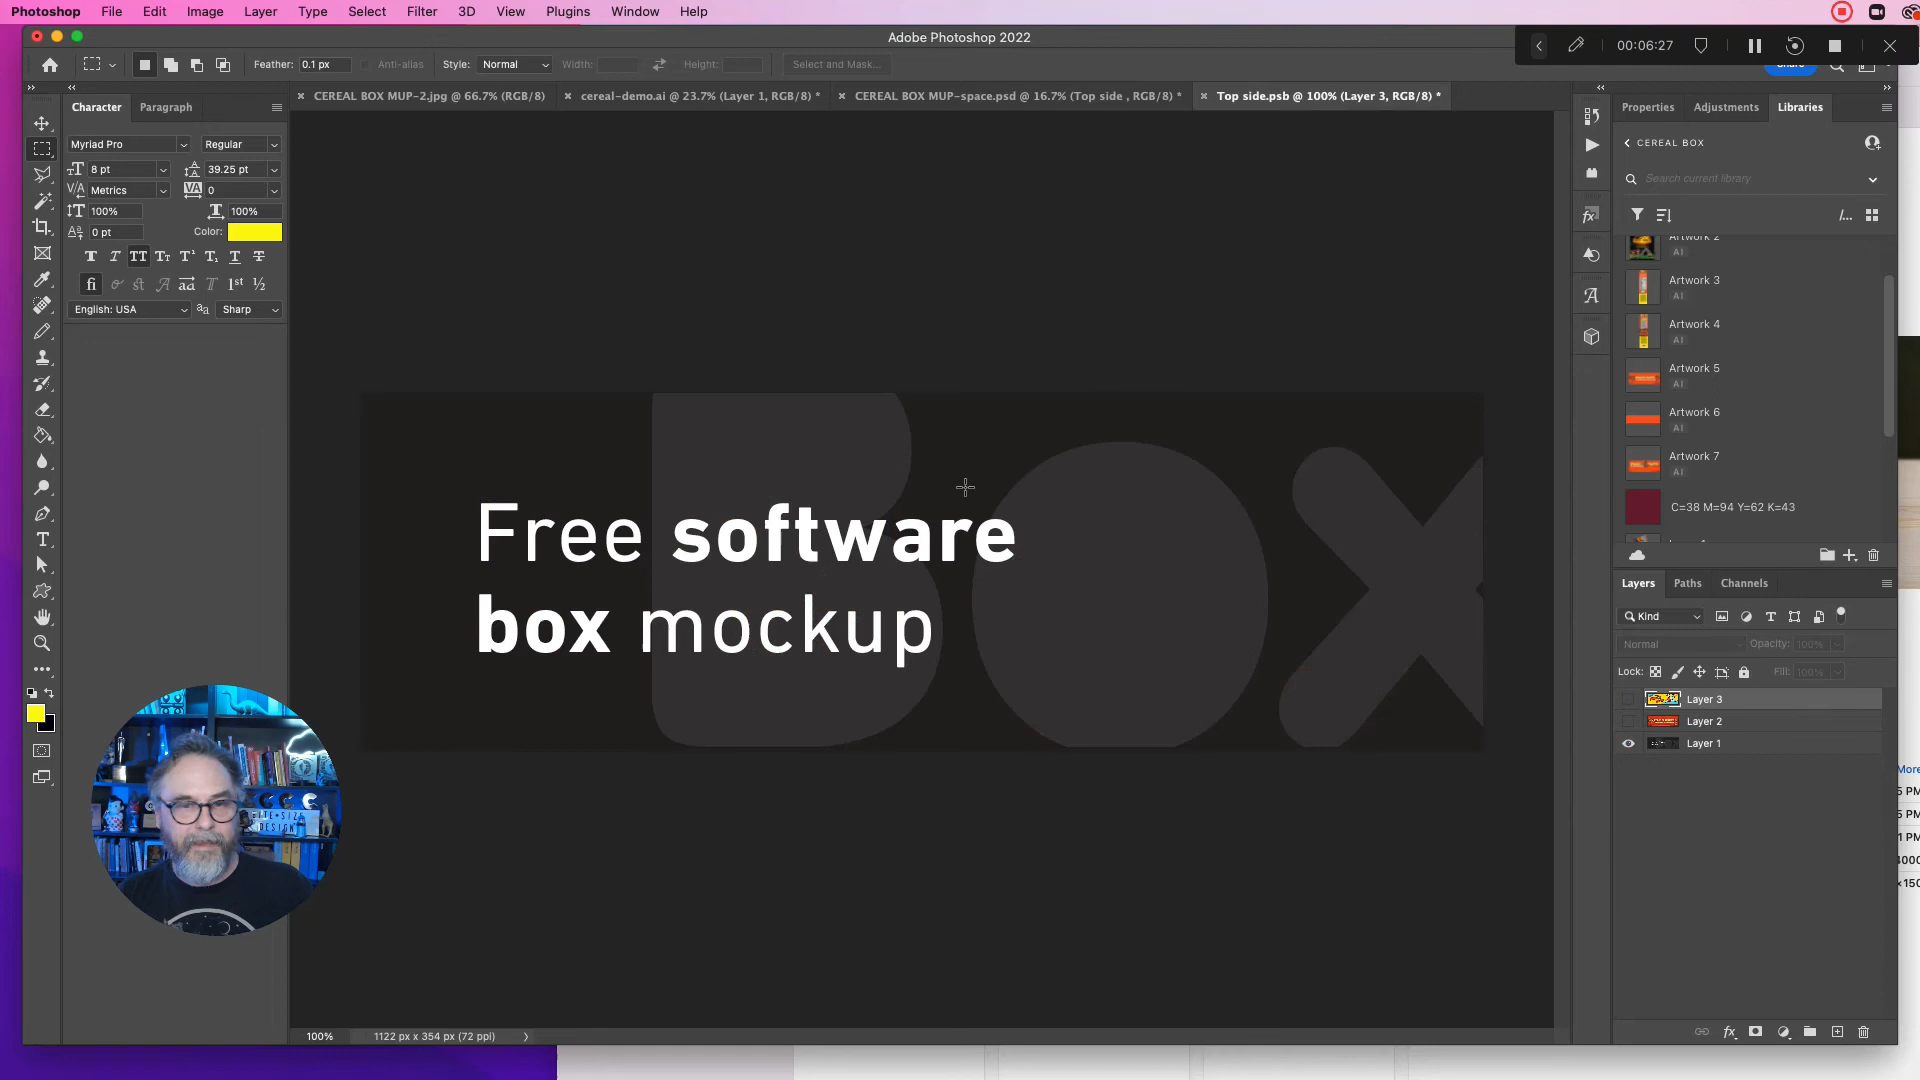 Photoshop File Edit Image Layer Type Select Filter 3D View Plugins Window Help
Adobe Photoshop 2022
00:06:27
Feather: 0.1 px Anti-alias Style: Normal Width: Height: Select and Mask...
Share
Character Paragraph
CEREAL BOX MUP-2.jpg @ 66.7% (RGB/8)
cereal-demo.ai @ 23.7% (Layer 1, RGB/8) *
CEREAL BOX MUP-space.psd @ 16.7% (Top side , RGB/8) *
Top side.psb @ 100% (Layer 3, RGB/8) *
Properties Adjustments Libraries
Myriad Pro Regular
8 pt 39.25 pt
Metrics 0
100% 100%
0 pt Color:
English: USA Sharp
CEREAL BOX
Search current library
Artwork 2
AI
Artwork 3
AI
Artwork 4
AI
Artwork 5
AI
Artwork 6
AI
Artwork 7
AI
C=38 M=94 Y=62 K=43
BOX
Free software
box mockup
Layers Paths Channels
Kind
Normal Opacity: 100%
Lock: Fill: 100%
Layer 3
Layer 2
Layer 1
More
5 PM
5 PM
1 PM
4000
x150
BITE-SIZE
DESIGN
100% 1122 px x 354 px (72 ppi)